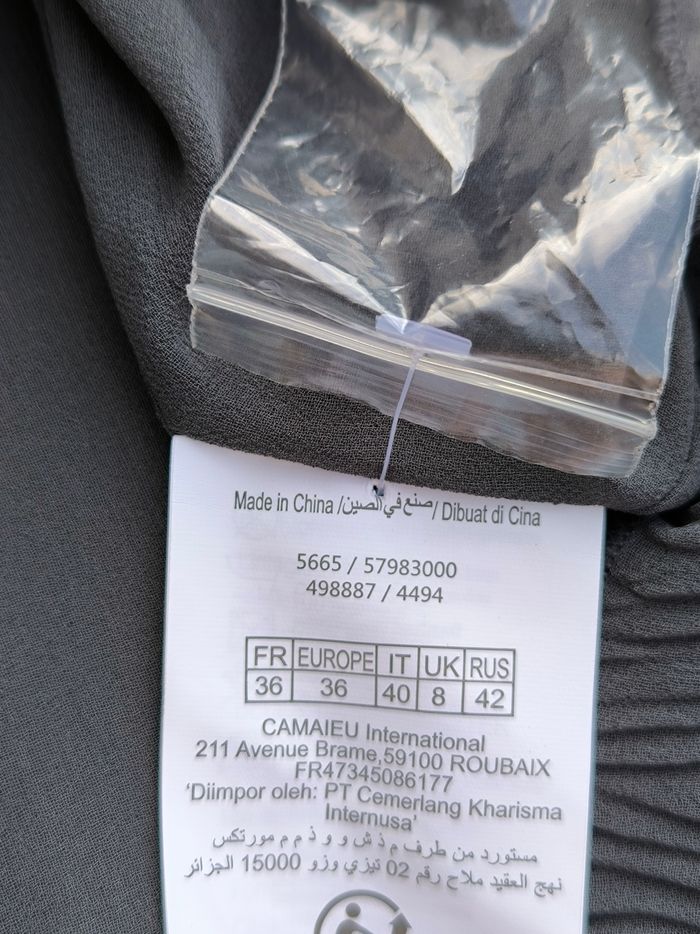 Made in China /صنع في الصين/ Dibuat di Cina
5665 / 57983000
498887 / 4494
FR EUROPE IT UK RUS
36 36 40 8 42
CAMAIEU International
211 Avenue Brame,59100 ROUBAIX
FR47345086177
‘Diimpor oleh: PT Cemerlang Kharisma
Internusa’
مستورد من طرف م ذ ش و و ذ م م مورتكس
نهج العقيد ملاح رقم 02 تيزي وزو 15000 الجزائر